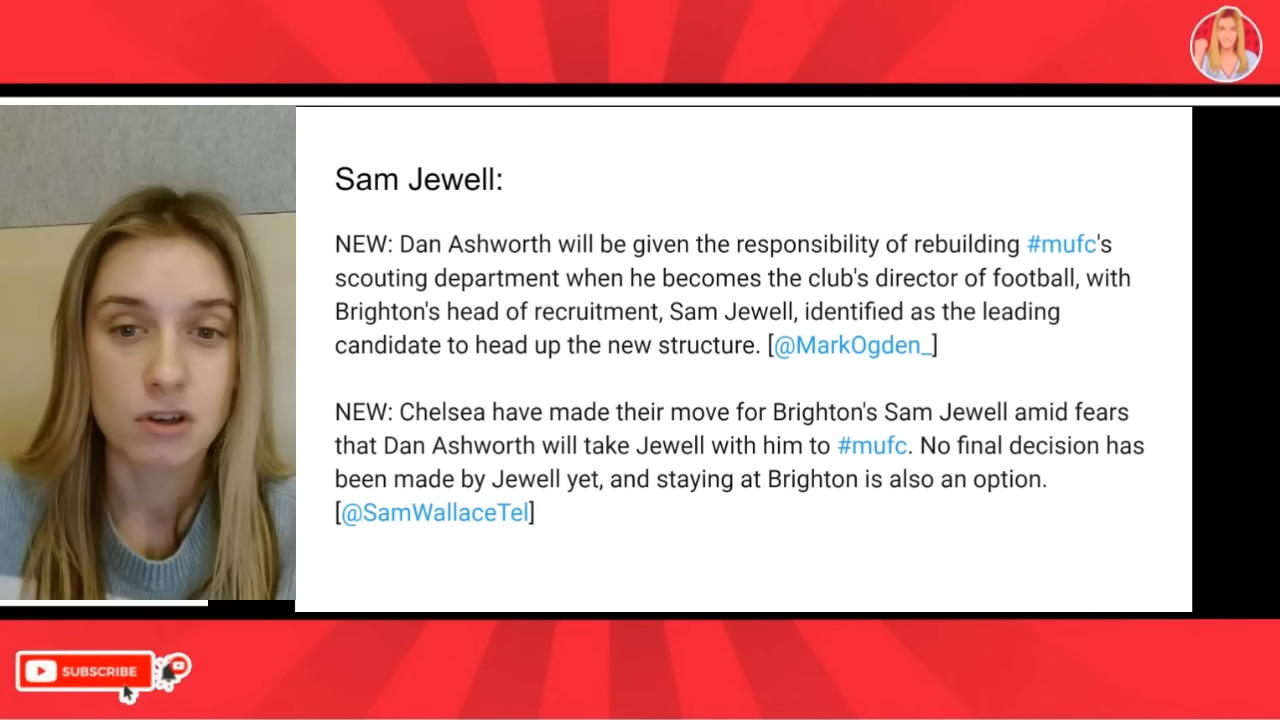 Sam Jewell:
NEW: Dan Ashworth will be given the responsibility of rebuilding #mufc's
scouting department when he becomes the club's director of football, with
Brighton's head of recruitment, Sam Jewell, identified as the leading
candidate to head up the new structure. [@MarkOgden_]
NEW: Chelsea have made their move for Brighton's Sam Jewell amid fears
that Dan Ashworth will take Jewell with him to #mufc. No final decision has
been made by Jewell yet, and staying at Brighton is also an option.
[@SamWallaceTel]
SUBSCRIBE